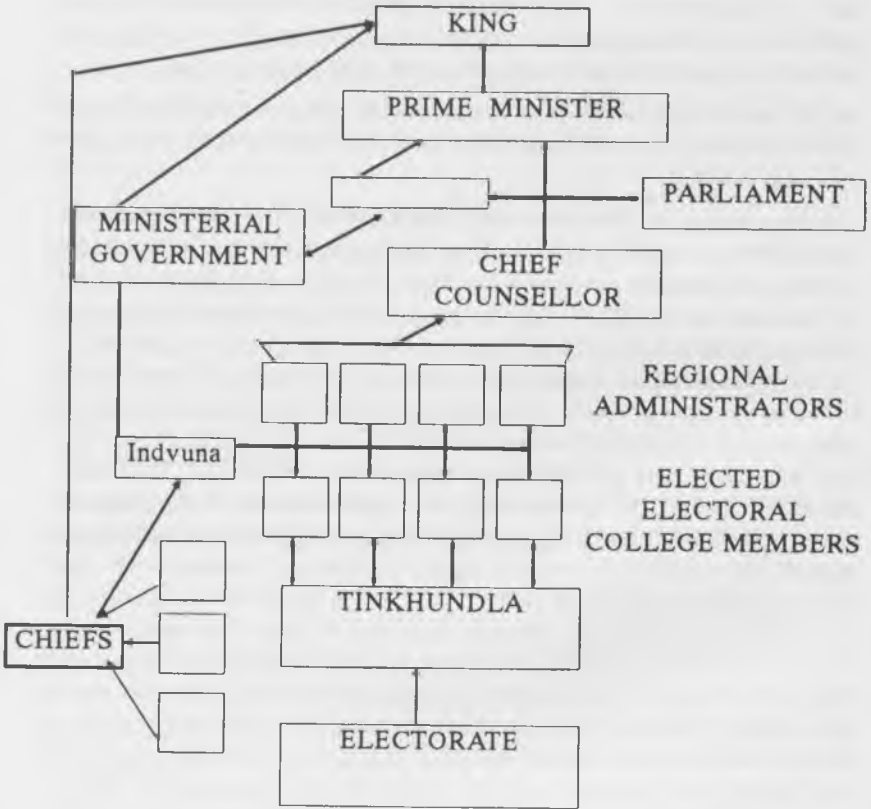 KING
PRIME MINISTER
PARLIAMENT
MINISTERIAL
GOVERNMENT
CHIEF
COUNSELLOR
REGIONAL
ADMINISTRATORS
Indvuna
ELECTED
ELECTORAL
COLLEGE MEMBERS
TINKHUNDLA
CHIEFS
ELECTORATE